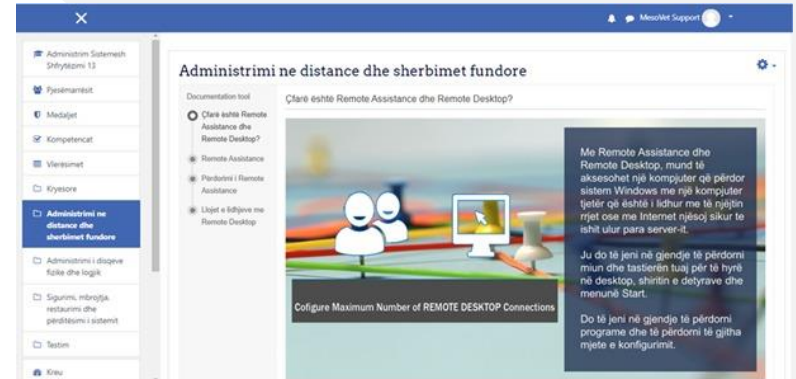 MesoVet Support
Administrim Sistemesh
Shfrytëzimi 13
Pjesëmarrësit
Medaljet
Kompetencat
Vlerësimet
Kryesore
Administrimi ne
distance dhe
sherbimet fundore
Administrimi i disqeve
fizike dhe logjik
Sigurimi, mbrojtja,
restaurimi dhe
përditësimi i sistemit
Testim
Kreu
Administrimi ne distance dhe sherbimet fundore
Documentation tool
Çfarë është Remote
Assistance dhe
Remote Desktop?
Remote Assistance
Përdorimi i Remote
Assistance
Llojet e lidhjeve me
Remote Desktop
Çfarë është Remote Assistance dhe Remote Desktop?
Cofigure Maximum Number of REMOTE DESKTOP Connections
Me Remote Assistance dhe
Remote Desktop, mund të
aksesohet një kompjuter që përdor
sistem Windows me një kompjuter
tjetër që është i lidhur me të njëjtin
rrjet ose me Internet njësoj sikur te
ishit ulur para server-it.
Ju do të jeni në gjendje të përdorni
miun dhe tastierën tuaj për të hyrë
në desktop, shiritin e detyrave dhe
menunë Start.
Do të jeni në gjendje të përdorni
programe dhe të përdorni të gjitha
mjete e konfigurimit.